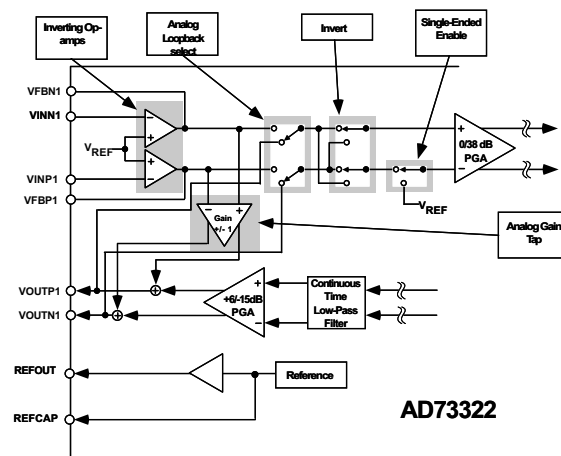 Inverting Op-
amps
Analog
Loopback
select
Invert
Single-Ended
Enable
VFBN1
VINN1
VREF
VINP1
VFBP1
−
+
+
−
+
−
0/38 dB
PGA
VREF
− +
Gain
+/- 1
Analog Gain
Tap
VOUTP1
VOUTN1
+6/-15dB
PGA
+
−
Continuous
Time
Low-Pass
Filter
REFOUT
Reference
REFCAP
AD73322